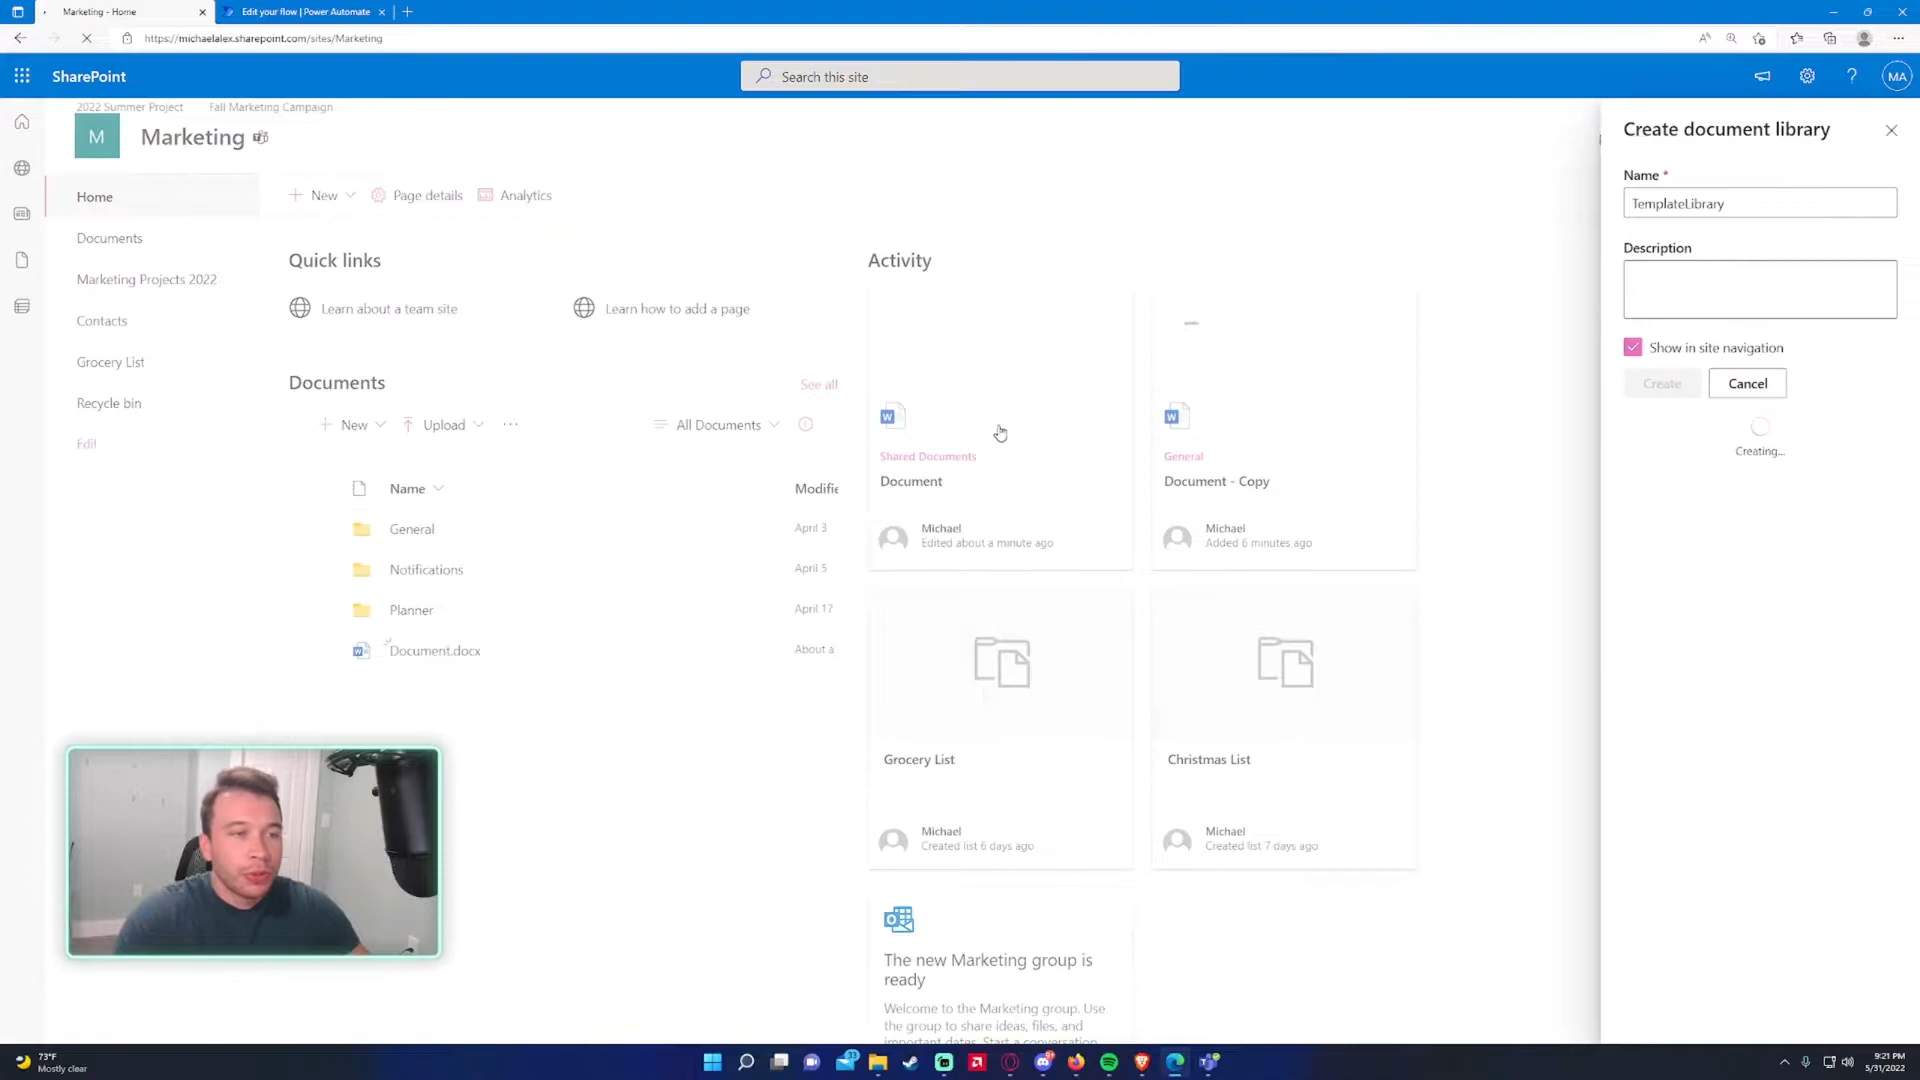 Marketing - Home
Edit your flow | Power Automate
https://michaelalex.sharepoint.com/sites/Marketing
SharePoint
Search this site
MA
2022 Summer Project
Fall Marketing Campaign
M
Marketing
Home
Documents
Marketing Projects 2022
Contacts
Grocery List
Recycle bin
Edit
New
Page details
Analytics
Quick links
Learn about a team site
Learn how to add a page
Documents
See all
New
Upload
All Documents
Name
Modifie
General
April 3
Notifications
April 5
Planner
April 17
Document.docx
About a
Activity
Shared Documents
Document
Michael
Edited about a minute ago
General
Document - Copy
Michael
Added 6 minutes ago
Grocery List
Michael
Created list 6 days ago
Christmas List
Michael
Created list 7 days ago
The new Marketing group is
ready
Welcome to the Marketing group. Use
the group to share ideas, files, and
important dates. Start a conversation
Create document library
Name *
TemplateLibrary
Description
Show in site navigation
Create
Cancel
Creating...
73°F
Mostly clear
9:21 PM
5/31/2022